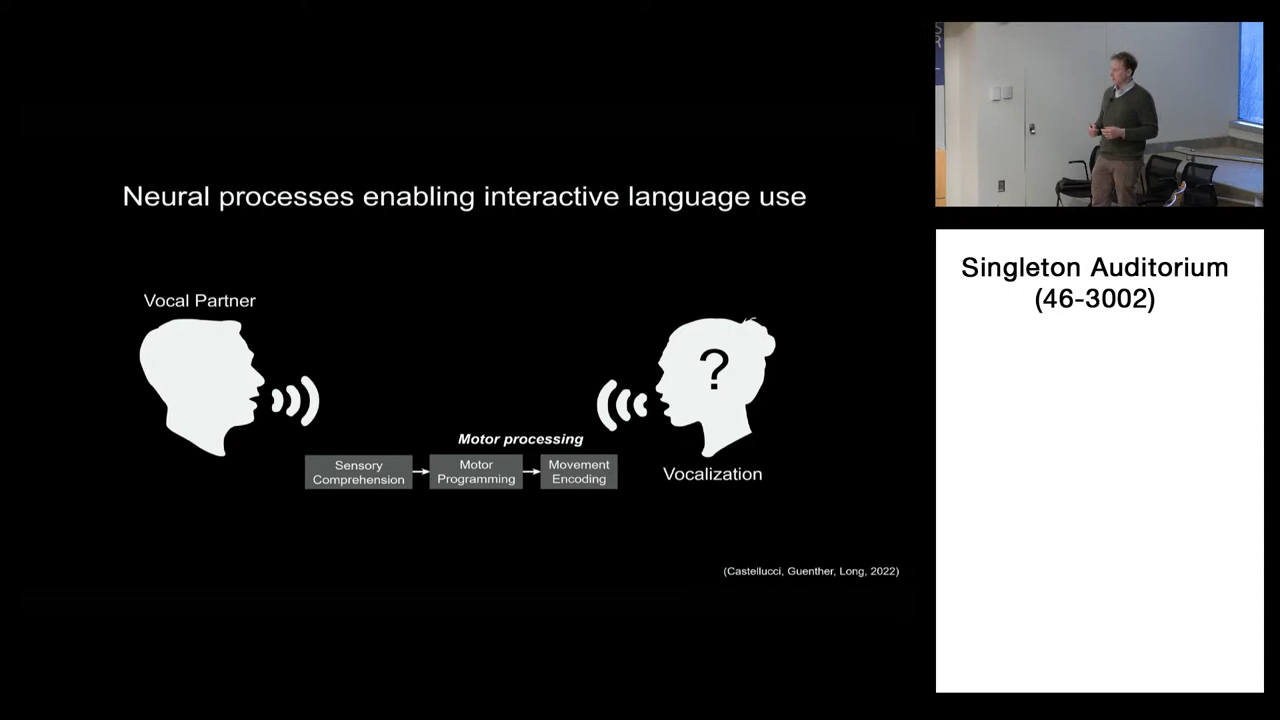 Neural processes enabling interactive language use
Vocal Partner
?
Motor processing
Sensory
Comprehension
Motor
Programming
Movement
Encoding
Vocalization
(Castellucci, Guenther, Long, 2022)
Singleton Auditorium
(46-3002)